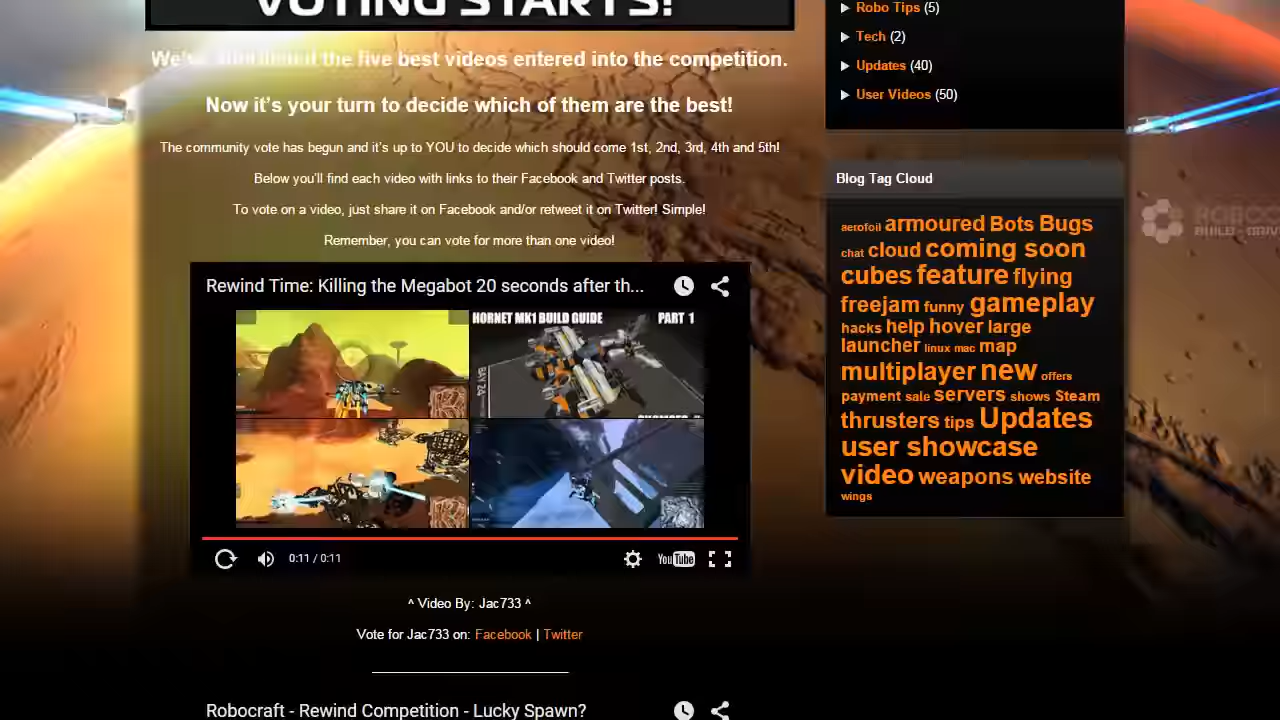 VOTING STARTS!
We've shortlisted the five best videos entered into the competition.
Now it's your turn to decide which of them are the best!
The community vote has begun and it's up to YOU to decide which should come 1st, 2nd, 3rd, 4th and 5th!
Below you'll find each video with links to their Facebook and Twitter posts.
To vote on a video, just share it on Facebook and/or retweet it on Twitter! Simple!
Remember, you can vote for more than one video!
Rewind Time: Killing the Megabot 20 seconds after th...
HORNET MK1 BUILD GUIDE PART 1
BAY 24
0:11 / 0:11
YouTube
^ Video By: Jac733 ^
Vote for Jac733 on: Facebook | Twitter
Robocraft - Rewind Competition - Lucky Spawn?
Robo Tips (5)
Tech (2)
Updates (40)
User Videos (50)
Blog Tag Cloud
aerofoil armoured Bots Bugs
chat cloud coming soon
cubes feature flying
freejam funny gameplay
hacks help hover large
launcher linux mac map
multiplayer new offers
payment sale servers shows Steam
thrusters tips Updates
user showcase
video weapons website
wings